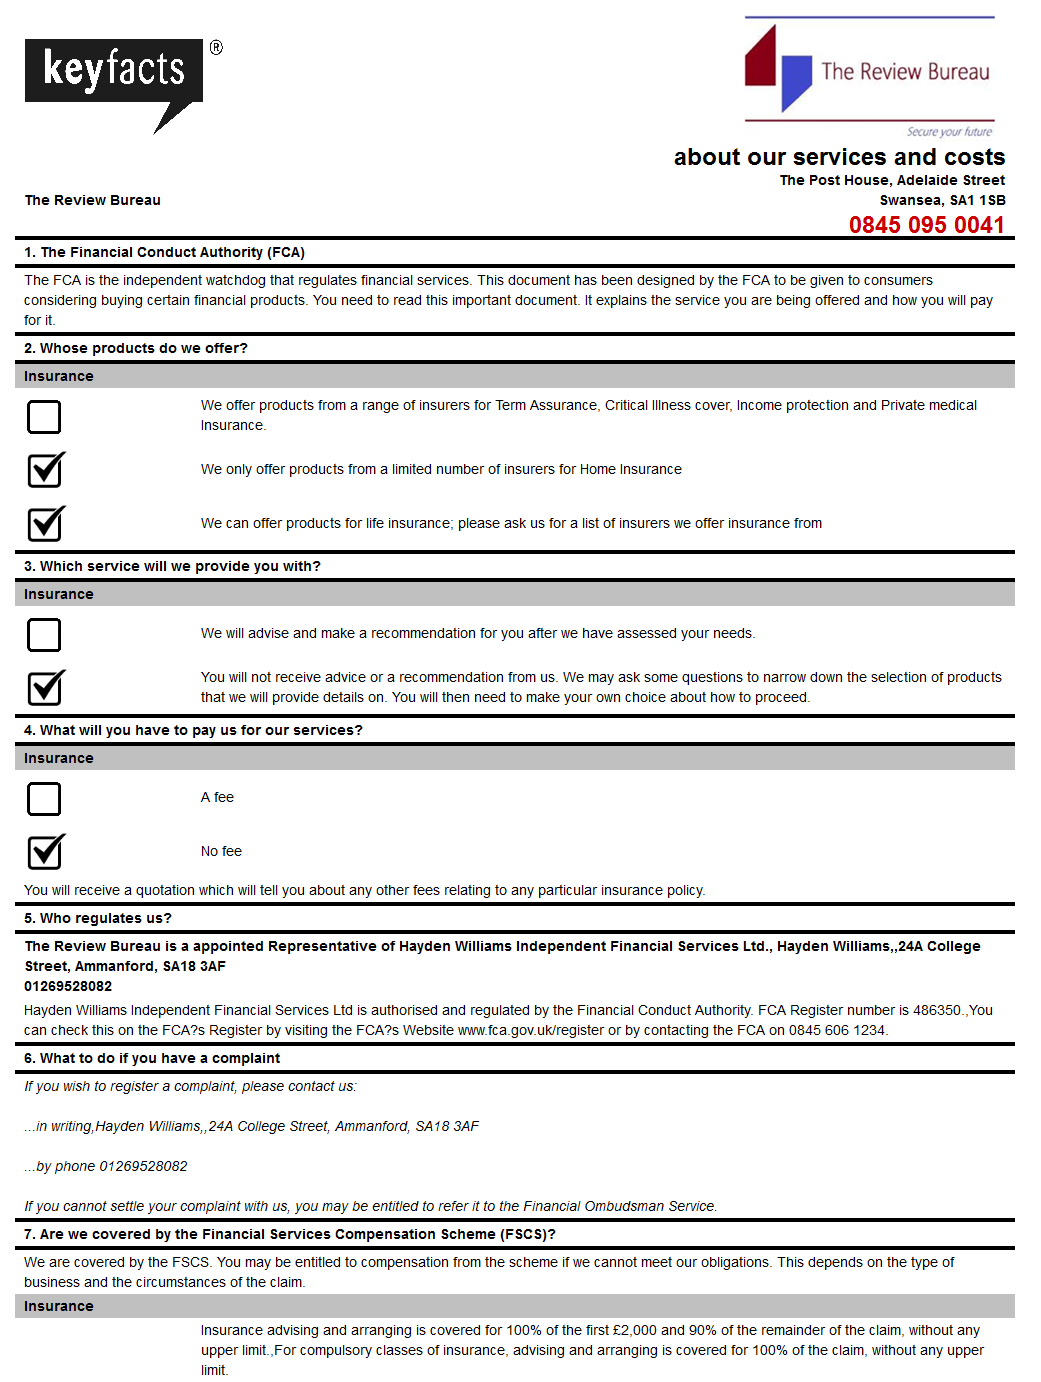 keyfacts ®
The Review Bureau
Secure your future
about our services and costs
The Post House, Adelaide Street
The Review Bureau
Swansea, SA1 1SB
0845 095 0041
1. The Financial Conduct Authority (FCA)
The FCA is the independent watchdog that regulates financial services. This document has been designed by the FCA to be given to consumers
considering buying certain financial products. You need to read this important document. It explains the service you are being offered and how you will pay
for it.
2. Whose products do we offer?
Insurance
We offer products from a range of insurers for Term Assurance, Critical Illness cover, Income protection and Private medical
Insurance.
We only offer products from a limited number of insurers for Home Insurance
We can offer products for life insurance; please ask us for a list of insurers we offer insurance from
3. Which service will we provide you with?
Insurance
We will advise and make a recommendation for you after we have assessed your needs.
You will not receive advice or a recommendation from us. We may ask some questions to narrow down the selection of products
that we will provide details on. You will then need to make your own choice about how to proceed.
4. What will you have to pay us for our services?
Insurance
A fee
No fee
You will receive a quotation which will tell you about any other fees relating to any particular insurance policy.
5. Who regulates us?
The Review Bureau is a appointed Representative of Hayden Williams Independent Financial Services Ltd., Hayden Williams,,24A College
Street, Ammanford, SA18 3AF
01269528082
Hayden Williams Independent Financial Services Ltd is authorised and regulated by the Financial Conduct Authority. FCA Register number is 486350.,You
can check this on the FCA?s Register by visiting the FCA?s Website www.fca.gov.uk/register or by contacting the FCA on 0845 606 1234.
6. What to do if you have a complaint
If you wish to register a complaint, please contact us:
...in writing,Hayden Williams,,24A College Street, Ammanford, SA18 3AF
...by phone 01269528082
If you cannot settle your complaint with us, you may be entitled to refer it to the Financial Ombudsman Service.
7. Are we covered by the Financial Services Compensation Scheme (FSCS)?
We are covered by the FSCS. You may be entitled to compensation from the scheme if we cannot meet our obligations. This depends on the type of
business and the circumstances of the claim.
Insurance
Insurance advising and arranging is covered for 100% of the first £2,000 and 90% of the remainder of the claim, without any
upper limit.,For compulsory classes of insurance, advising and arranging is covered for 100% of the claim, without any upper
limit.